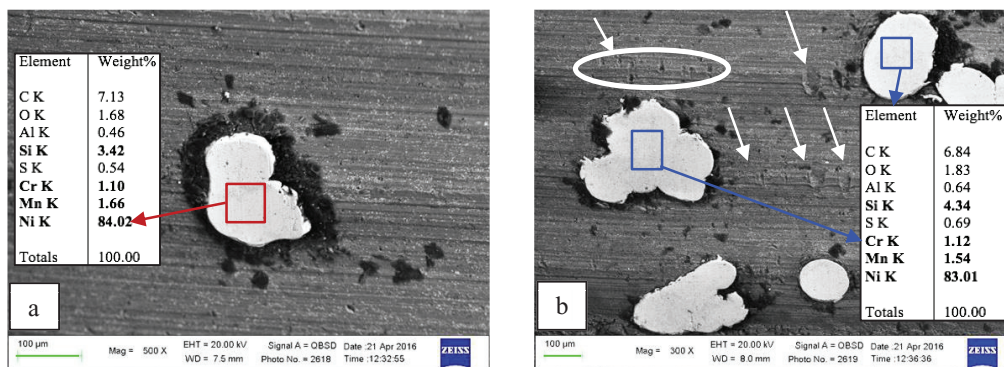 Element Weight%
C K 7.13
O K 1.68
Al K 0.46
Si K 3.42
S K 0.54
Cr K 1.10
Mn K 1.66
Ni K 84.02
Totals 100.00
a
100 µm
Mag = 500 X
EHT = 20.00 kV
WD = 7.5 mm
Signal A = QBSD
Photo No. = 2618
Date :21 Apr 2016
Time :12:32:55
ZEISS
Element Weight%
C K 6.84
O K 1.83
Al K 0.64
Si K 4.34
S K 0.69
Cr K 1.12
Mn K 1.54
Ni K 83.01
Totals 100.00
b
100 µm
Mag = 300 X
EHT = 20.00 kV
WD = 8.0 mm
Signal A = QBSD
Photo No. = 2619
Date :21 Apr 2016
Time :12:36:36
ZEISS